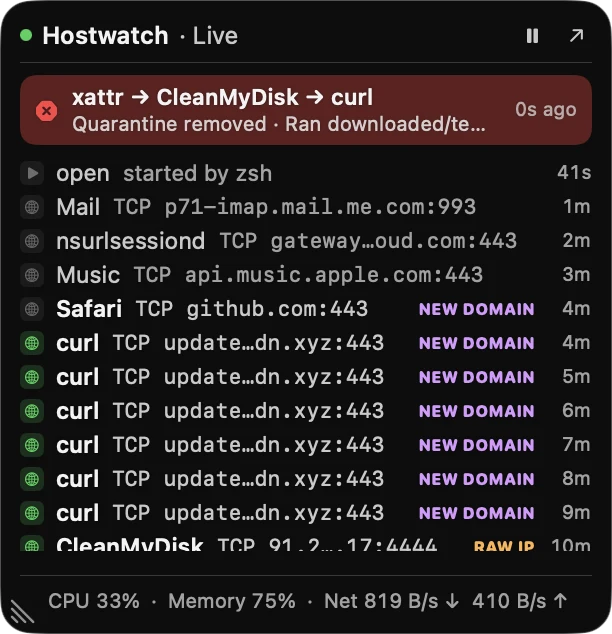 Hostwatch · Live
xattr → CleanMyDisk → curl
Quarantine removed · Ran downloaded/te… 0s ago
open started by zsh 41s
Mail TCP p71-imap.mail.me.com:993 1m
nsurlsessiond TCP gateway…oud.com:443 2m
Music TCP api.music.apple.com:443 3m
Safari TCP github.com:443 NEW DOMAIN 4m
curl TCP update…dn.xyz:443 NEW DOMAIN 4m
curl TCP update…dn.xyz:443 NEW DOMAIN 5m
curl TCP update…dn.xyz:443 NEW DOMAIN 6m
curl TCP update…dn.xyz:443 NEW DOMAIN 7m
curl TCP update…dn.xyz:443 NEW DOMAIN 8m
curl TCP update…dn.xyz:443 NEW DOMAIN 9m
CleanMyDisk TCP 91.2….17:4444 RAW IP 10m
CPU 33% · Memory 75% · Net 819 B/s ↓ 410 B/s ↑